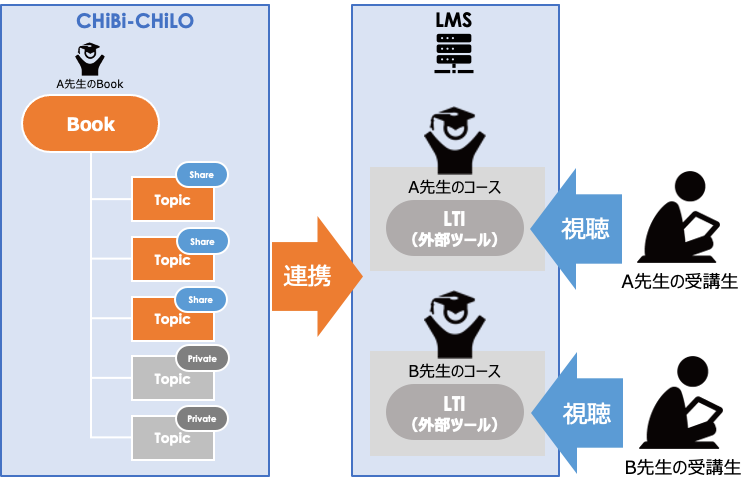 CHiBi-CHiLO
A先生のBook
Book
Share
Topic
Share
Topic
Share
Topic
Private
Topic
Private
Topic
連携
LMS
A先生のコース
LTI
(外部ツール)
視聴
A先生の受講生
B先生のコース
LTI
(外部ツール)
視聴
B先生の受講生